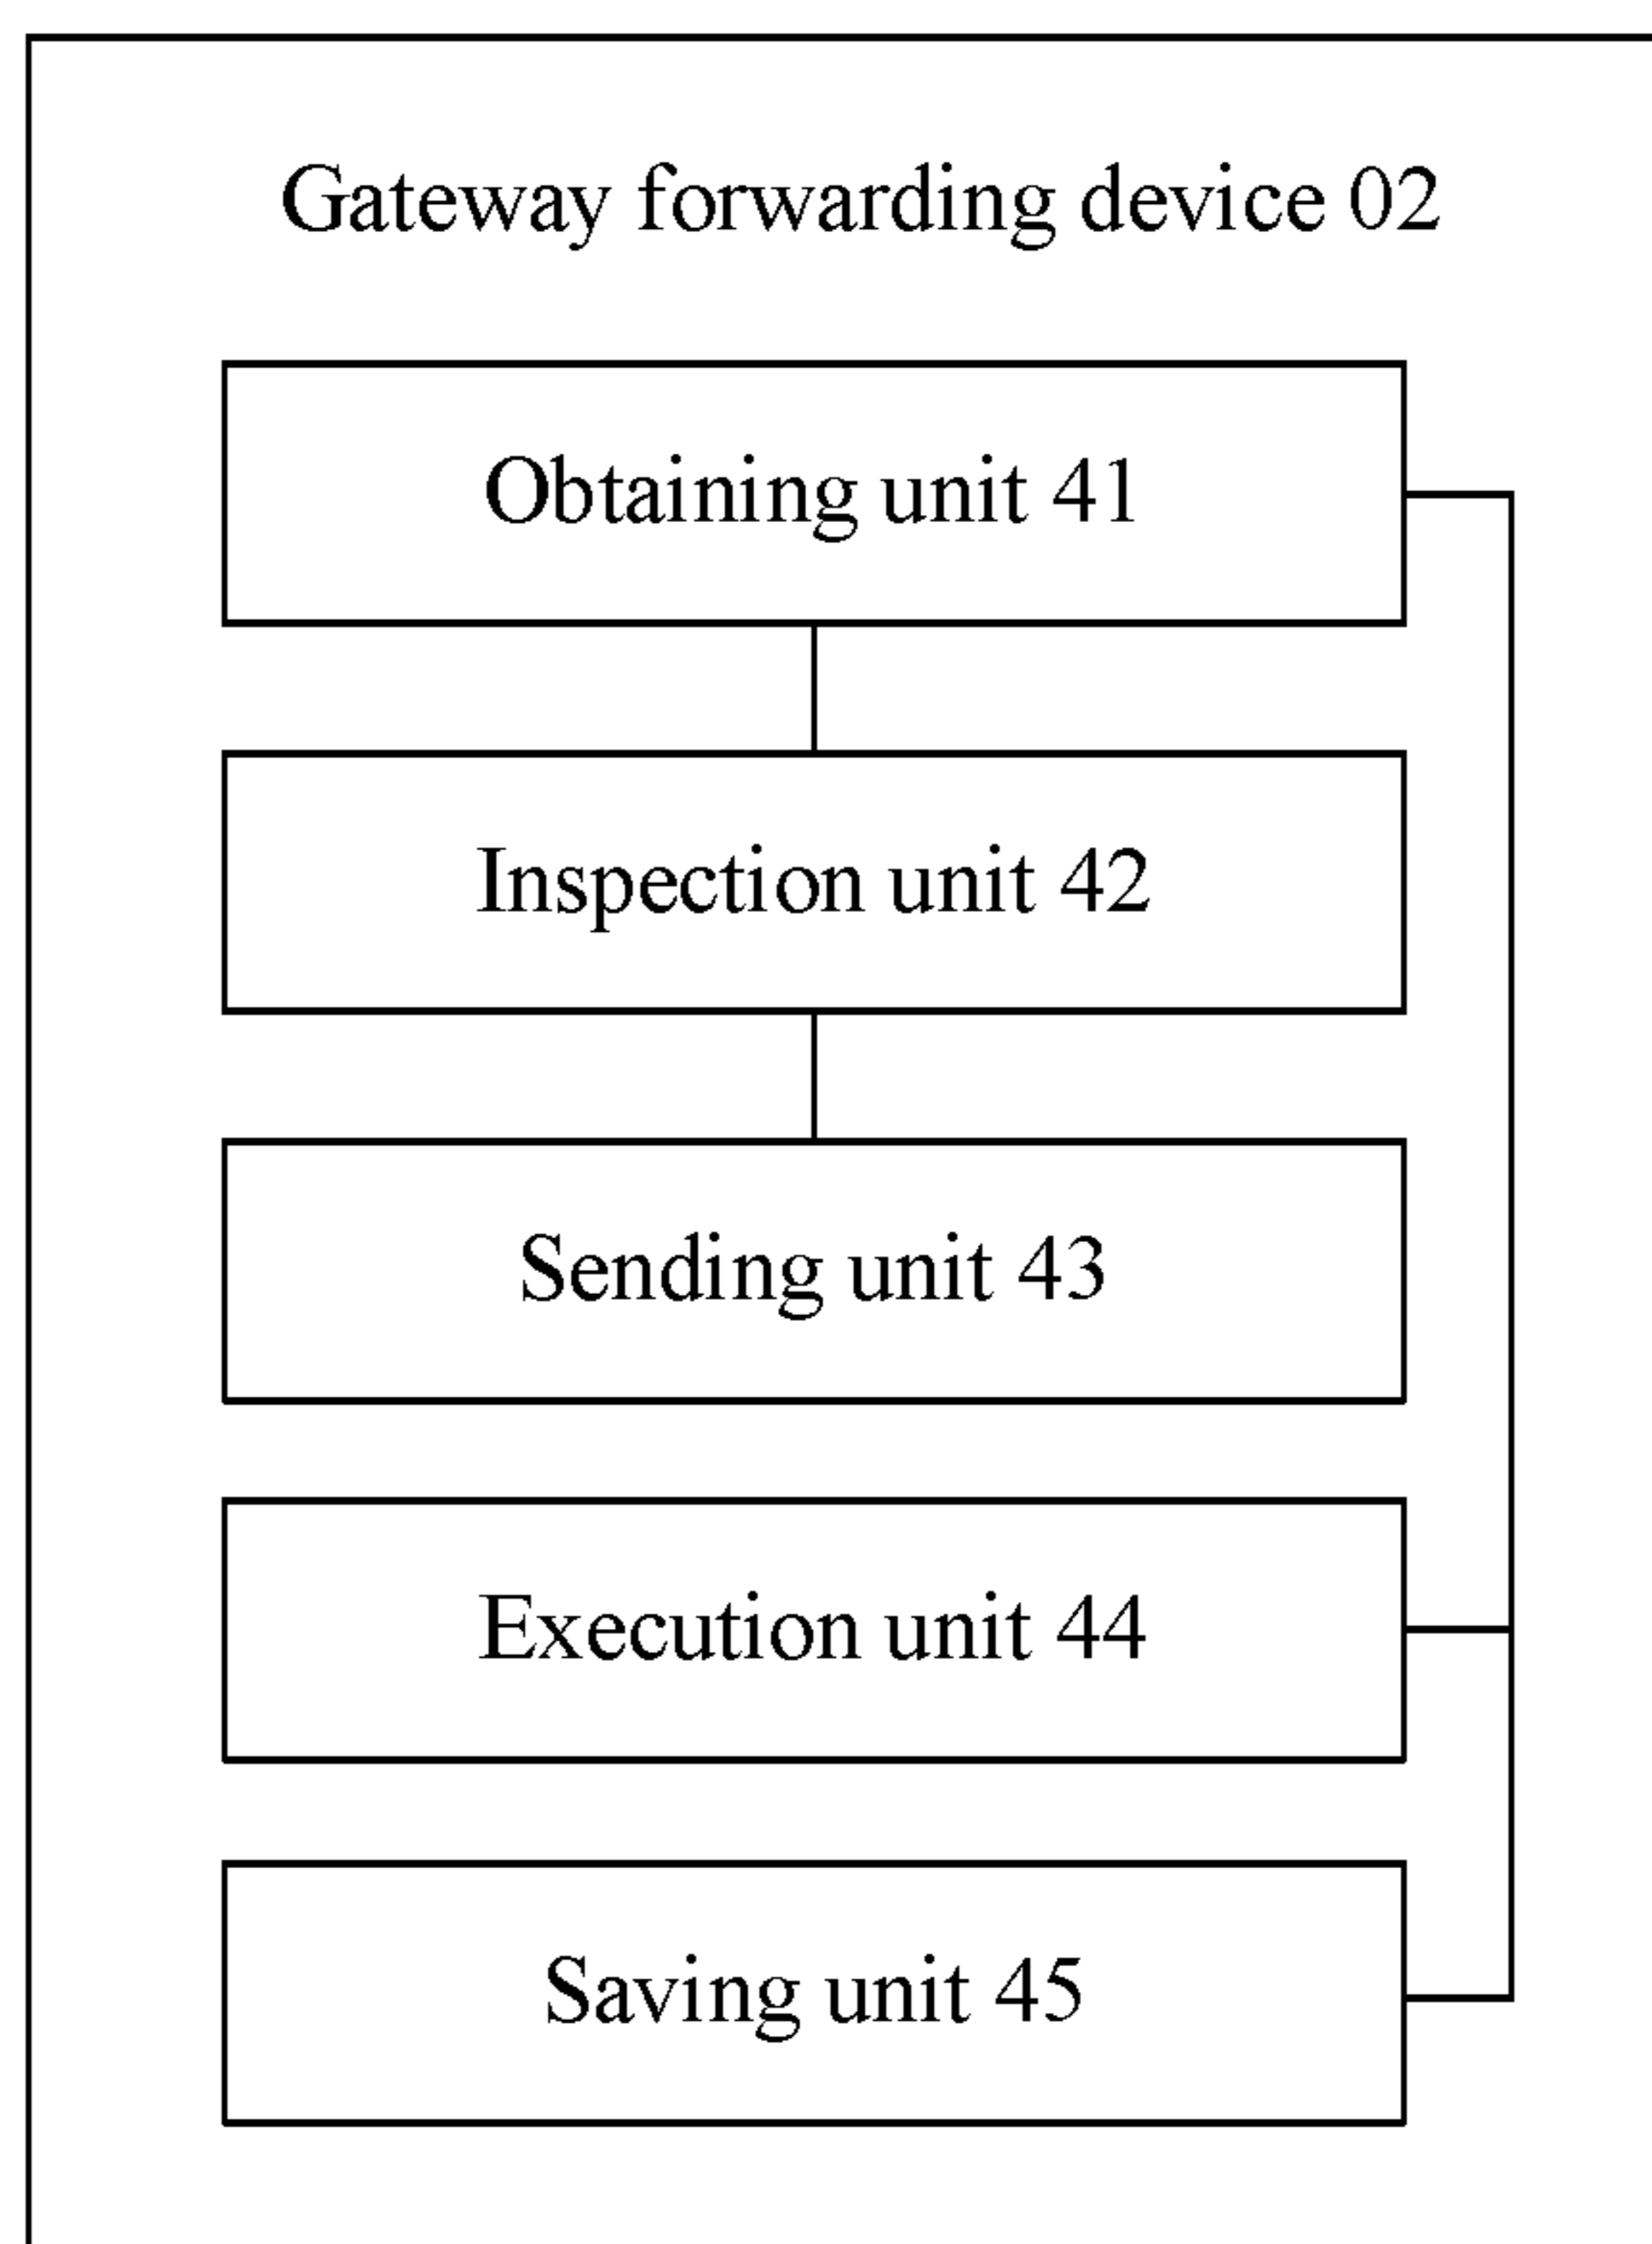 Gateway forwarding device 02
Obtaining unit 41
Inspection unit 42
Sending unit 43
Execution unit 44
Saving unit 45